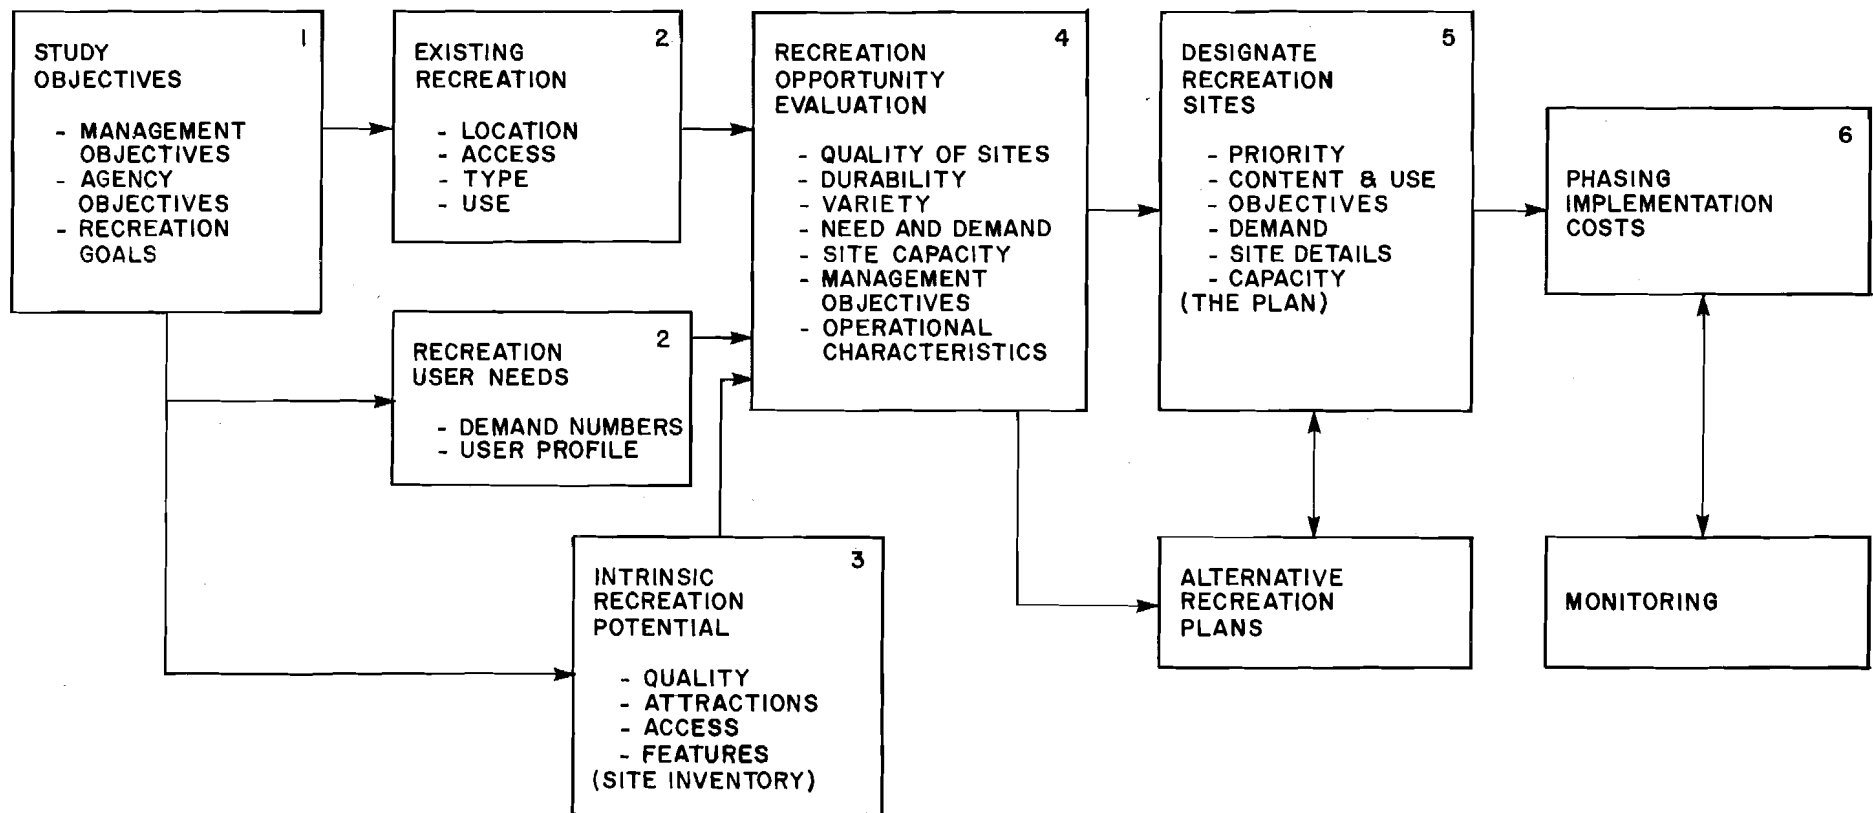 1
STUDY
OBJECTIVES
- MANAGEMENT
OBJECTIVES
- AGENCY
OBJECTIVES
- RECREATION
GOALS
2
EXISTING
RECREATION
- LOCATION
- ACCESS
- TYPE
- USE
2
RECREATION
USER NEEDS
- DEMAND NUMBERS
- USER PROFILE
3
INTRINSIC
RECREATION
POTENTIAL
- QUALITY
- ATTRACTIONS
- ACCESS
- FEATURES
(SITE INVENTORY)
4
RECREATION
OPPORTUNITY
EVALUATION
- QUALITY OF SITES
- DURABILITY
- VARIETY
- NEED AND DEMAND
- SITE CAPACITY
- MANAGEMENT
OBJECTIVES
- OPERATIONAL
CHARACTERISTICS
5
DESIGNATE
RECREATION
SITES
- PRIORITY
- CONTENT & USE
- OBJECTIVES
- DEMAND
- SITE DETAILS
- CAPACITY
(THE PLAN)
ALTERNATIVE
RECREATION
PLANS
6
PHASING
IMPLEMENTATION
COSTS
MONITORING